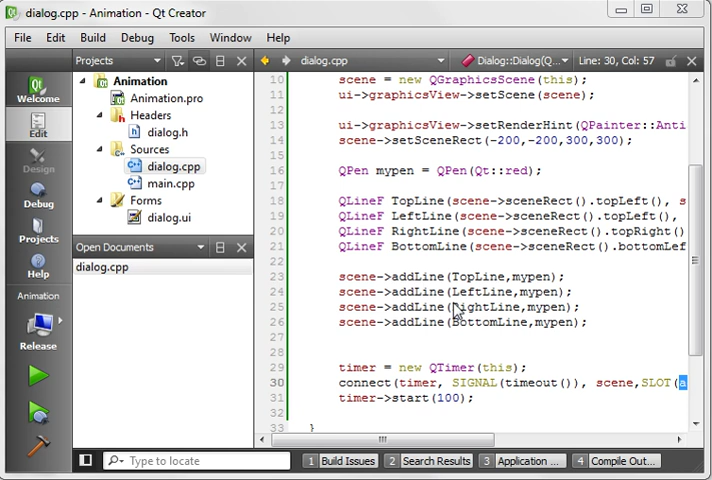 dialog.cpp - Animation - Qt Creator
File Edit Build Debug Tools Window Help
Projects
dialog.cpp
Dialog::Dialog(Q...
Line: 30, Col: 57
Welcome
Edit
Design
Debug
Projects
Help
Animation
Release
Animation
Animation.pro
Headers
dialog.h
Sources
dialog.cpp
main.cpp
Forms
dialog.ui
Open Documents
dialog.cpp
10 scene = new QGraphicsScene(this);
11 ui->graphicsView->setScene(scene);
12
13 ui->graphicsView->setRenderHint(QPainter::Anti
14 scene->setSceneRect(-200,-200,300,300);
15
16 QPen mypen = QPen(Qt::red);
17
18 QLineF TopLine(scene->sceneRect().topLeft(), s
19 QLineF LeftLine(scene->sceneRect().topLeft(),
20 QLineF RightLine(scene->sceneRect().topRight()
21 QLineF BottomLine(scene->sceneRect().bottomLef
22
23 scene->addLine(TopLine,mypen);
24 scene->addLine(LeftLine,mypen);
25 scene->addLine(RightLine,mypen);
26 scene->addLine(BottomLine,mypen);
27
28
29 timer = new QTimer(this);
30 connect(timer, SIGNAL(timeout()), scene,SLOT(a
31 timer->start(100);
32
33 }
Type to locate
1 Build Issues
2 Search Results
3 Application ...
4 Compile Out...